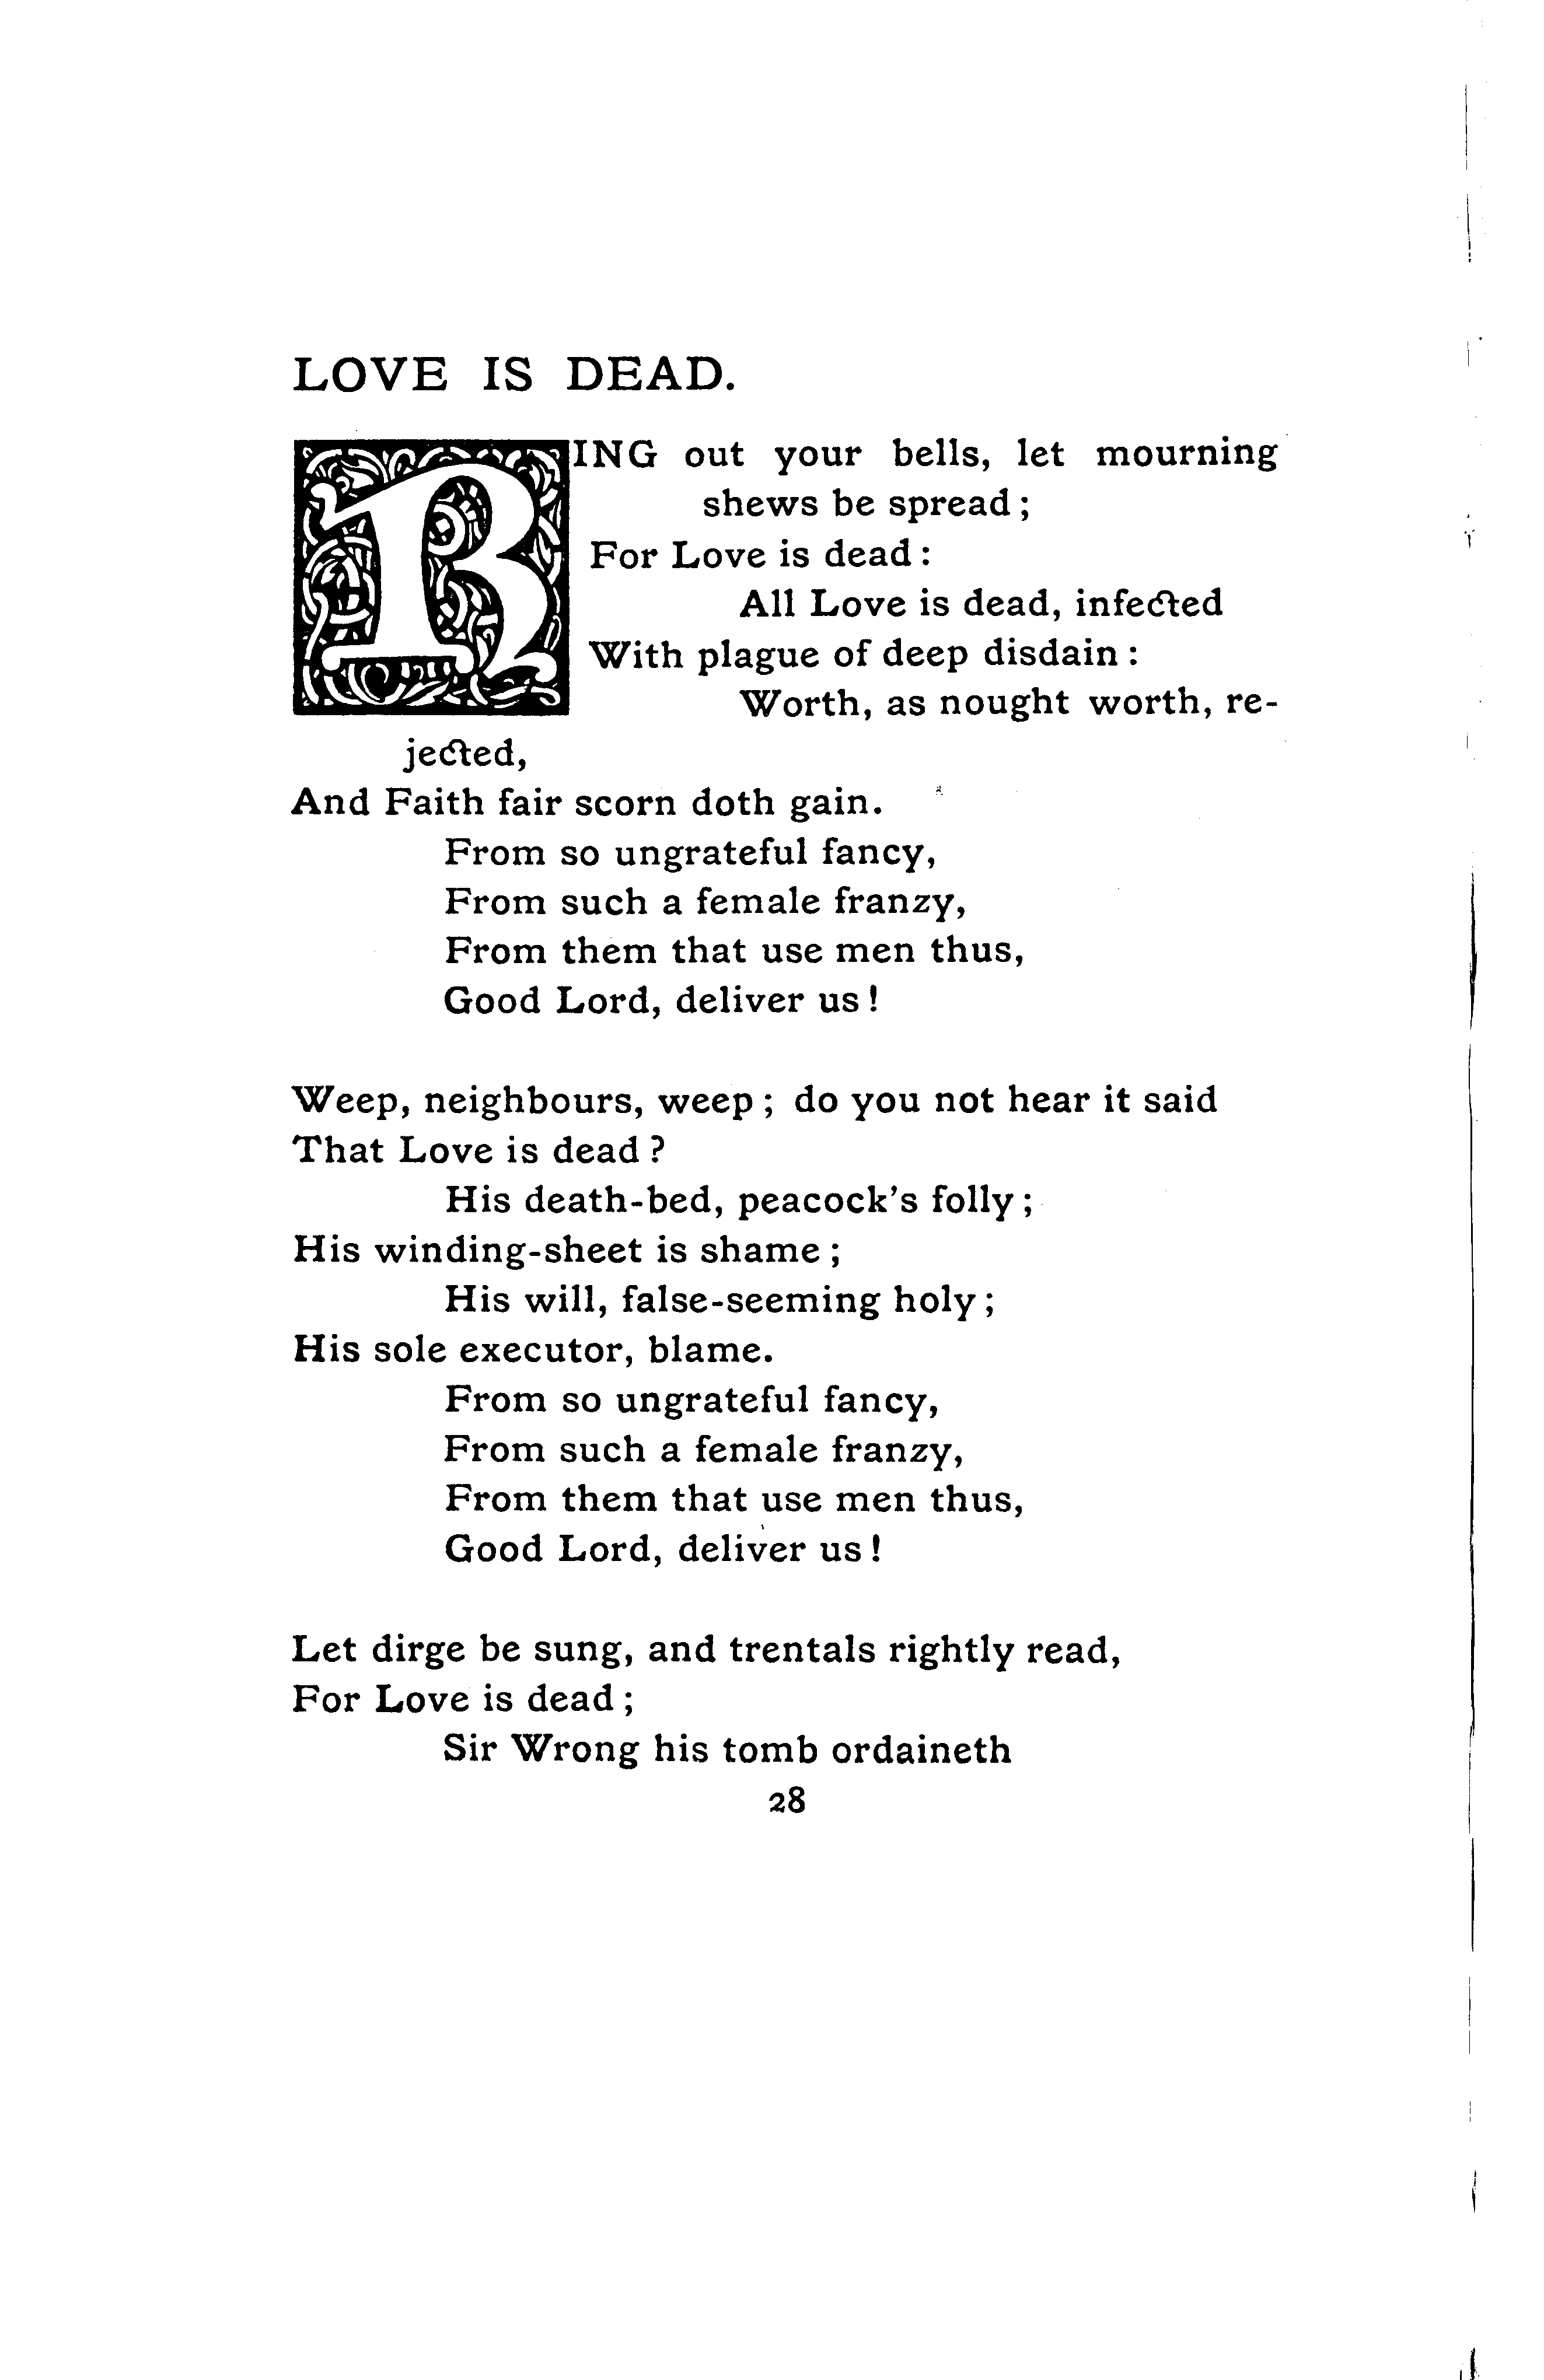 LOVE IS DEAD.
RING out your bells, let mourning
shews be spread;
For Love is dead:
All Love is dead, infected
With plague of deep disdain:
Worth, as nought worth, re-
jected,
And Faith fair scorn doth gain.
From so ungrateful fancy,
From such a female franzy,
From them that use men thus,
Good Lord, deliver us!
Weep, neighbours, weep; do you not hear it said
That Love is dead?
His death-bed, peacock's folly;
His winding-sheet is shame;
His will, false-seeming holy;
His sole executor, blame.
From so ungrateful fancy,
From such a female franzy,
From them that use men thus,
Good Lord, deliver us!
Let dirge be sung, and trentals rightly read,
For Love is dead;
Sir Wrong his tomb ordaineth
28